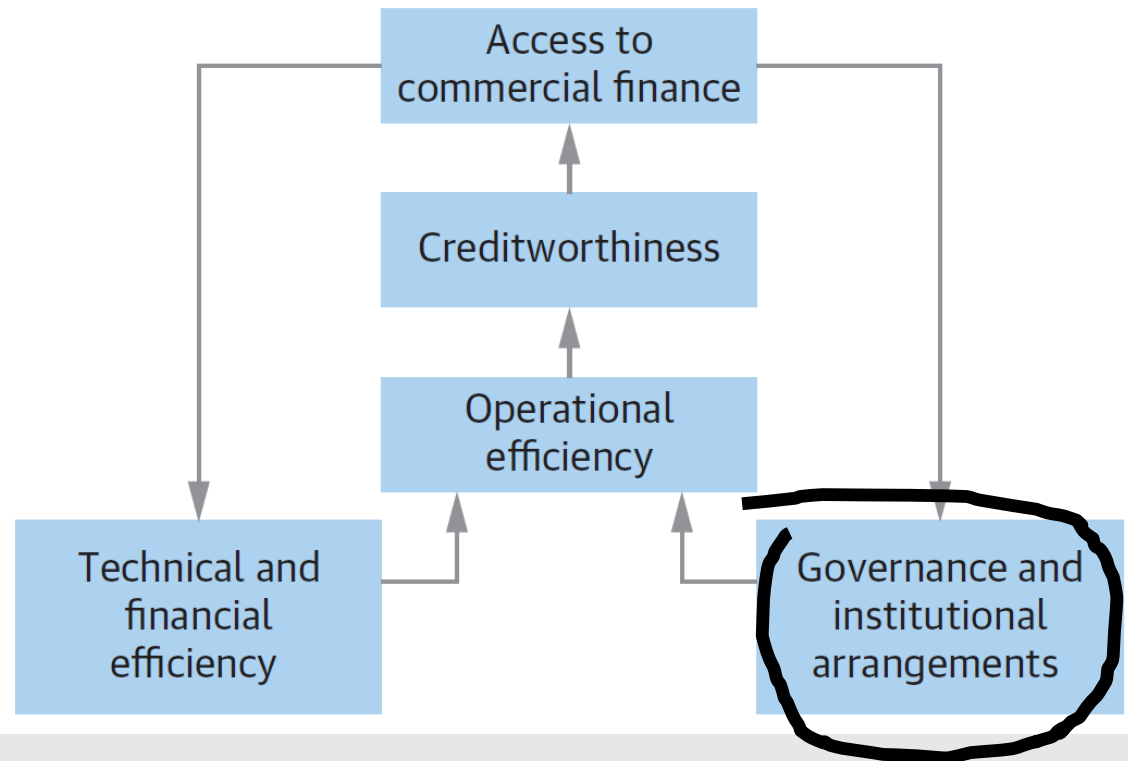 Access to
commercial finance
Creditworthiness
Operational
efficiency
Technical and
financial
efficiency
Governance and
institutional
arrangements